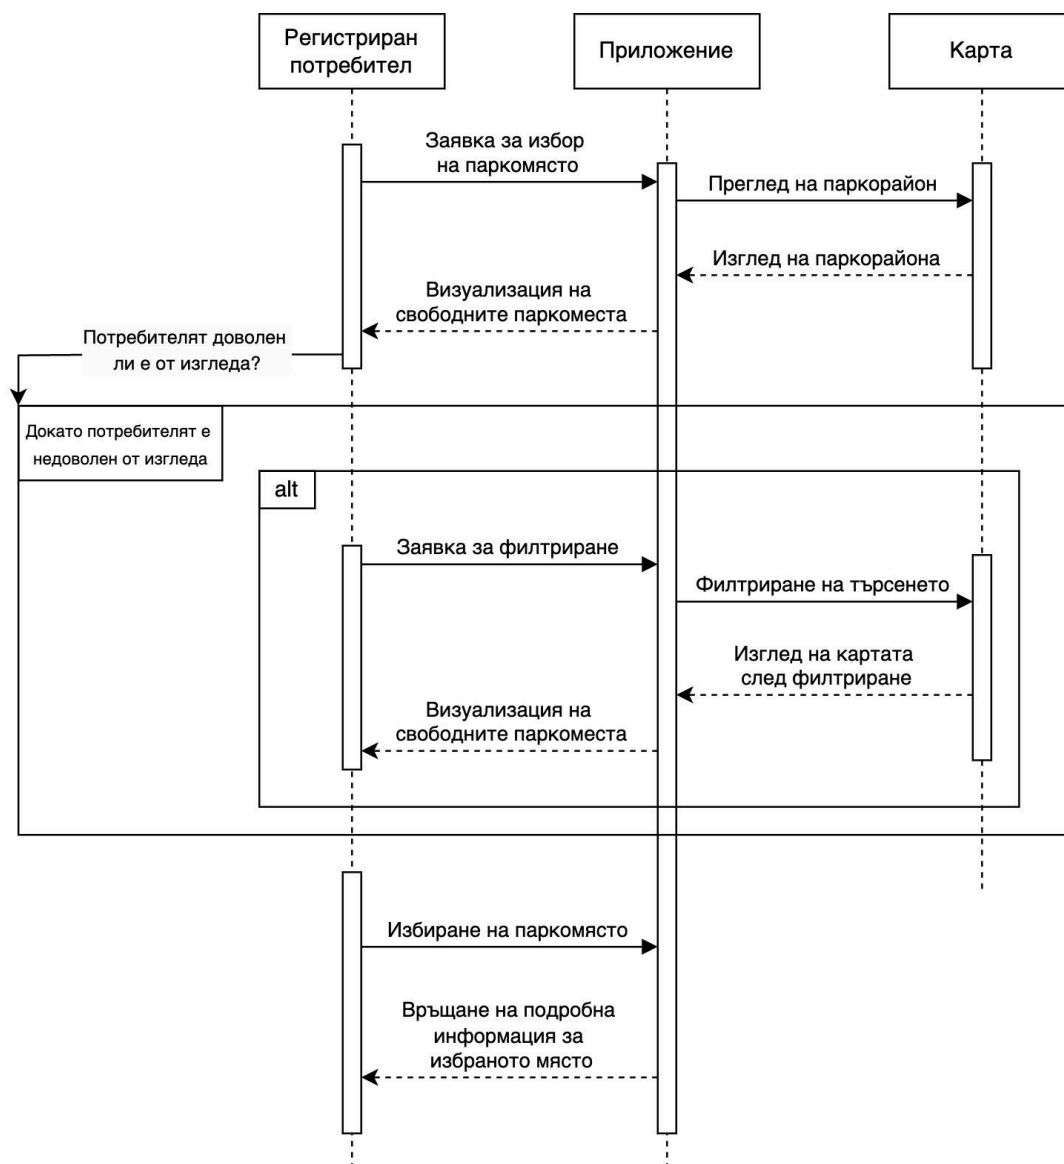 Регистриран
потребител
Приложение
Карта
Заявка за избор
на паркомясто
Преглед на паркорайон
Изглед на паркорайона
Визуализация на
свободните паркоместа
Потребителят доволен
ли е от изгледа?
Докато потребителят е
недоволен от изгледа
alt
Заявка за филтриране
Филтриране на търсенето
Изглед на картата
след филтриране
Визуализация на
свободните паркоместа
Избиране на паркомясто
Връщане на подробна
информация за
избраното място